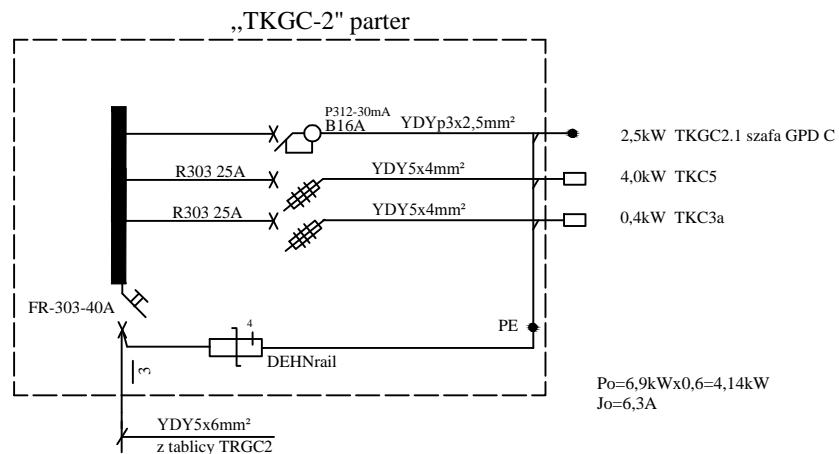 „TKGC-2" parter
P312-30mA
B16A
YDYp3x2,5mm²
2,5kW TKGC2.1 szafa GPD C
R303 25A
YDY5x4mm²
4,0kW TKC5
R303 25A
YDY5x4mm²
0,4kW TKC3a
FR-303-40A
PE
4
DEHNrail
3
Po=6,9kWx0,6=4,14kW
Jo=6,3A
YDY5x6mm²
z tablicy TRGC2